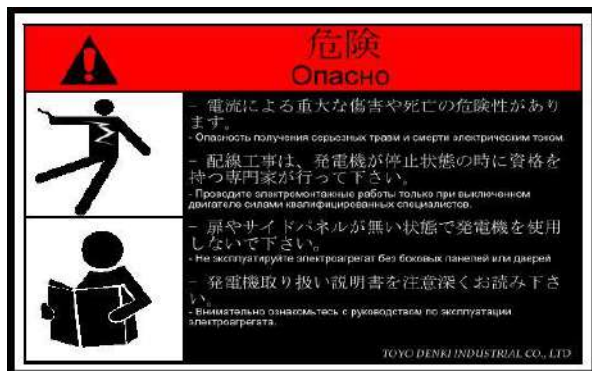 危険
Опасно
- 電流による重大な傷害や死亡の危険性があり
ます。
- Опасность получения серьезных травм и смерти электрическим током.
- 配線工事は、発電機が停止状態の時に資格を
持つ専門家が行って下さい。
- Проводите электромонтажные работы только при выключенном
двигателе силами квалифицированных специалистов.
- 扉やサイドパネルが無い状態で発電機を使用
しないで下さい。
- Не эксплуатируйте электроагрегат без боковых панелей или дверей
- 発電機取り扱い説明書を注意深くお読み下さ
い。
- Внимательно ознакомьтесь с руководством по эксплуатации
электроагрегата.
TOYO DENKI INDUSTRIAL CO., LTD